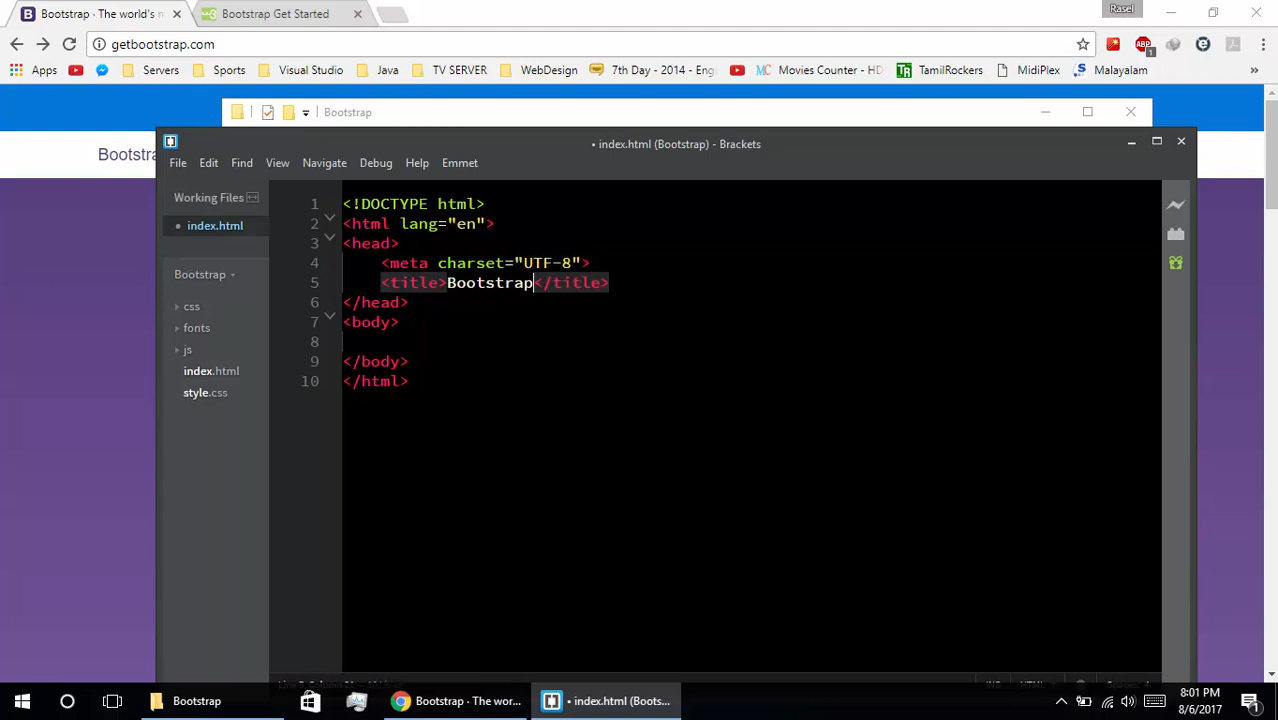 Bootstrap · The world's m
Bootstrap Get Started
Rasel
getbootstrap.com
1
Apps
Servers
Sports
Visual Studio
Java
TV SERVER
WebDesign
7th Day - 2014 - Eng
Movies Counter - HD
TamilRockers
MidiPlex
Malayalam
Bootstrap
Bootstra
• index.html (Bootstrap) - Brackets
File Edit Find View Navigate Debug Help Emmet
Working Files
• index.html
Bootstrap
css
fonts
js
index.html
style.css
1 <!DOCTYPE html>
2 <html lang="en">
3 <head>
4 <meta charset="UTF-8">
5 <title>Bootstrap</title>
6 </head>
7 <body>
8
9 </body>
10 </html>
Bootstrap
Bootstrap - The wor...
• index.html (Boots...
8:01 PM
8/6/2017
1